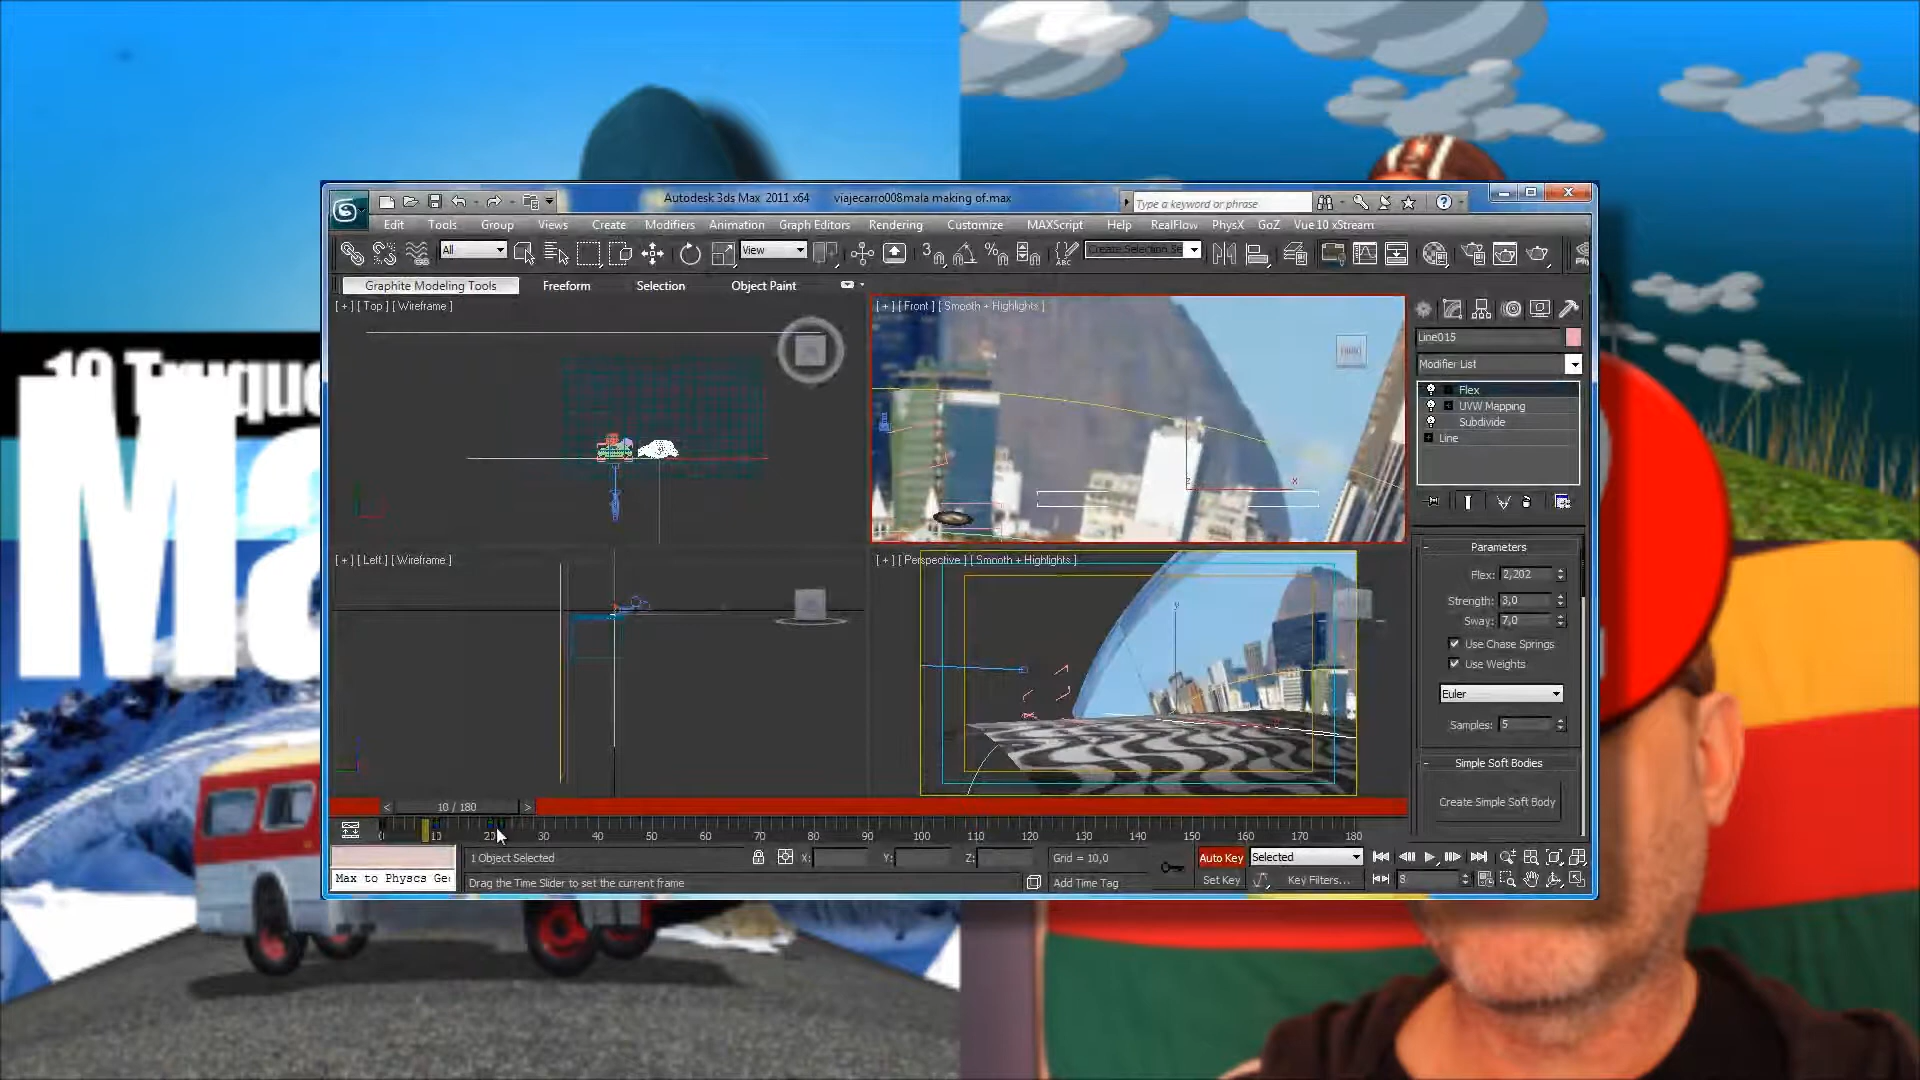 10 Truque
Ma
Autodesk 3ds Max 2011 x64 viajecarro008mala making of.max
Type a keyword or phrase
Edit Tools Group Views Create Modifiers Animation Graph Editors Rendering Customize MAXScript Help RealFlow PhysX GoZ Vue 10 xStream
All
View
Create Selection Se
Graphite Modeling Tools Freeform Selection Object Paint
[ + ] [ Top ] [ Wireframe ]
[ + ] [ Front ] [ Smooth + Highlights ]
Line015
Modifier List
Flex
UVW Mapping
Subdivide
Line
x
z
[ + ] [ Left ] [ Wireframe ]
[ + ] [ Perspective ] [ Smooth + Highlights ]
y
Parameters
Flex: 2,202
Strength: 3,0
Sway: 7,0
Use Chase Springs
Use Weights
Euler
Samples: 5
Simple Soft Bodies
Create Simple Soft Body
< 10 / 180 >
0 10 20 30 40 50 60 70 80 90 100 110 120 130 140 150 160 170 180
1 Object Selected
X: Y: Z:
Grid = 10,0
Auto Key
Selected
Max to Physcs Ge
Drag the Time Slider to set the current frame
Add Time Tag
Set Key
Key Filters...
8